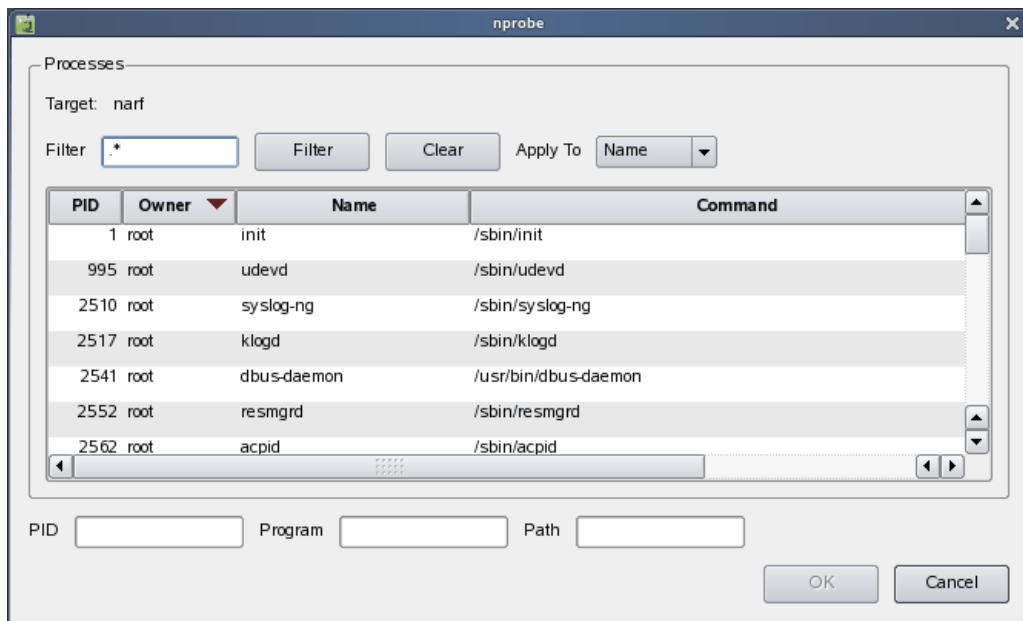 nprobe
Processes
Target: narf
Filter .* Filter Clear Apply To Name
PID Owner Name Command
1 root init /sbin/init
995 root udevd /sbin/udevd
2510 root syslog-ng /sbin/syslog-ng
2517 root klogd /sbin/klogd
2541 root dbus-daemon /usr/bin/dbus-daemon
2552 root resmgrd /sbin/resmgrd
2562 root acpid /sbin/acpid
PID Program Path
OK Cancel